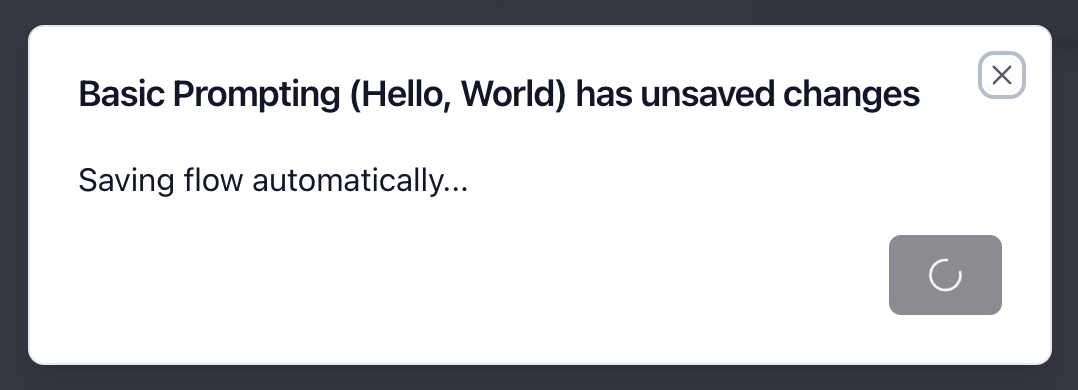 Basic Prompting (Hello, World) has unsaved changes
Saving flow automatically...